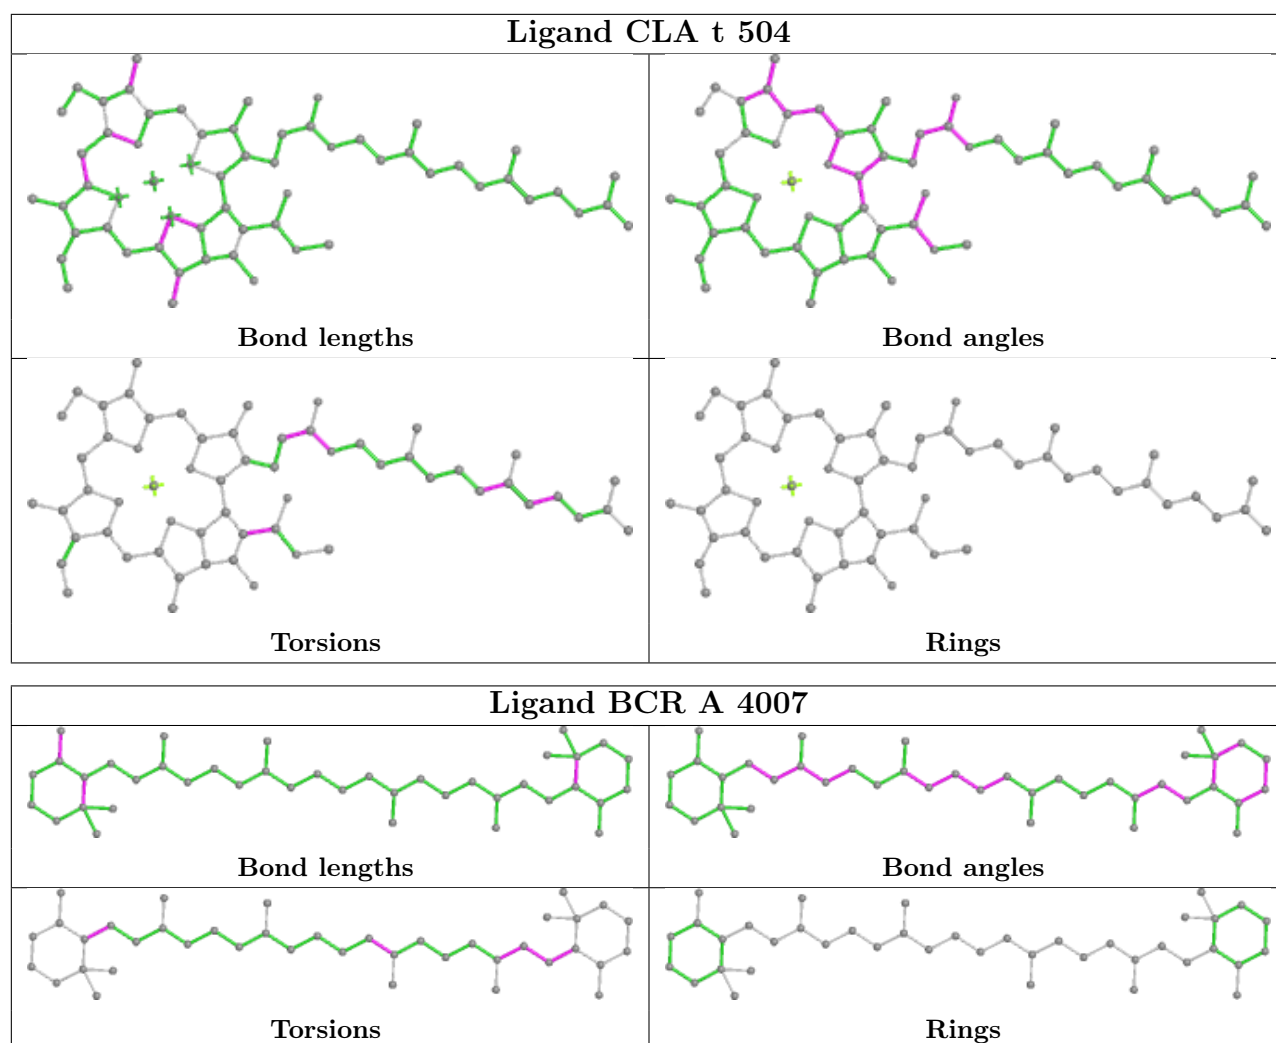 Ligand CLA t 504
Bond lengths
Bond angles
Torsions
Rings
Ligand BCR A 4007
Bond lengths
Bond angles
Torsions
Rings